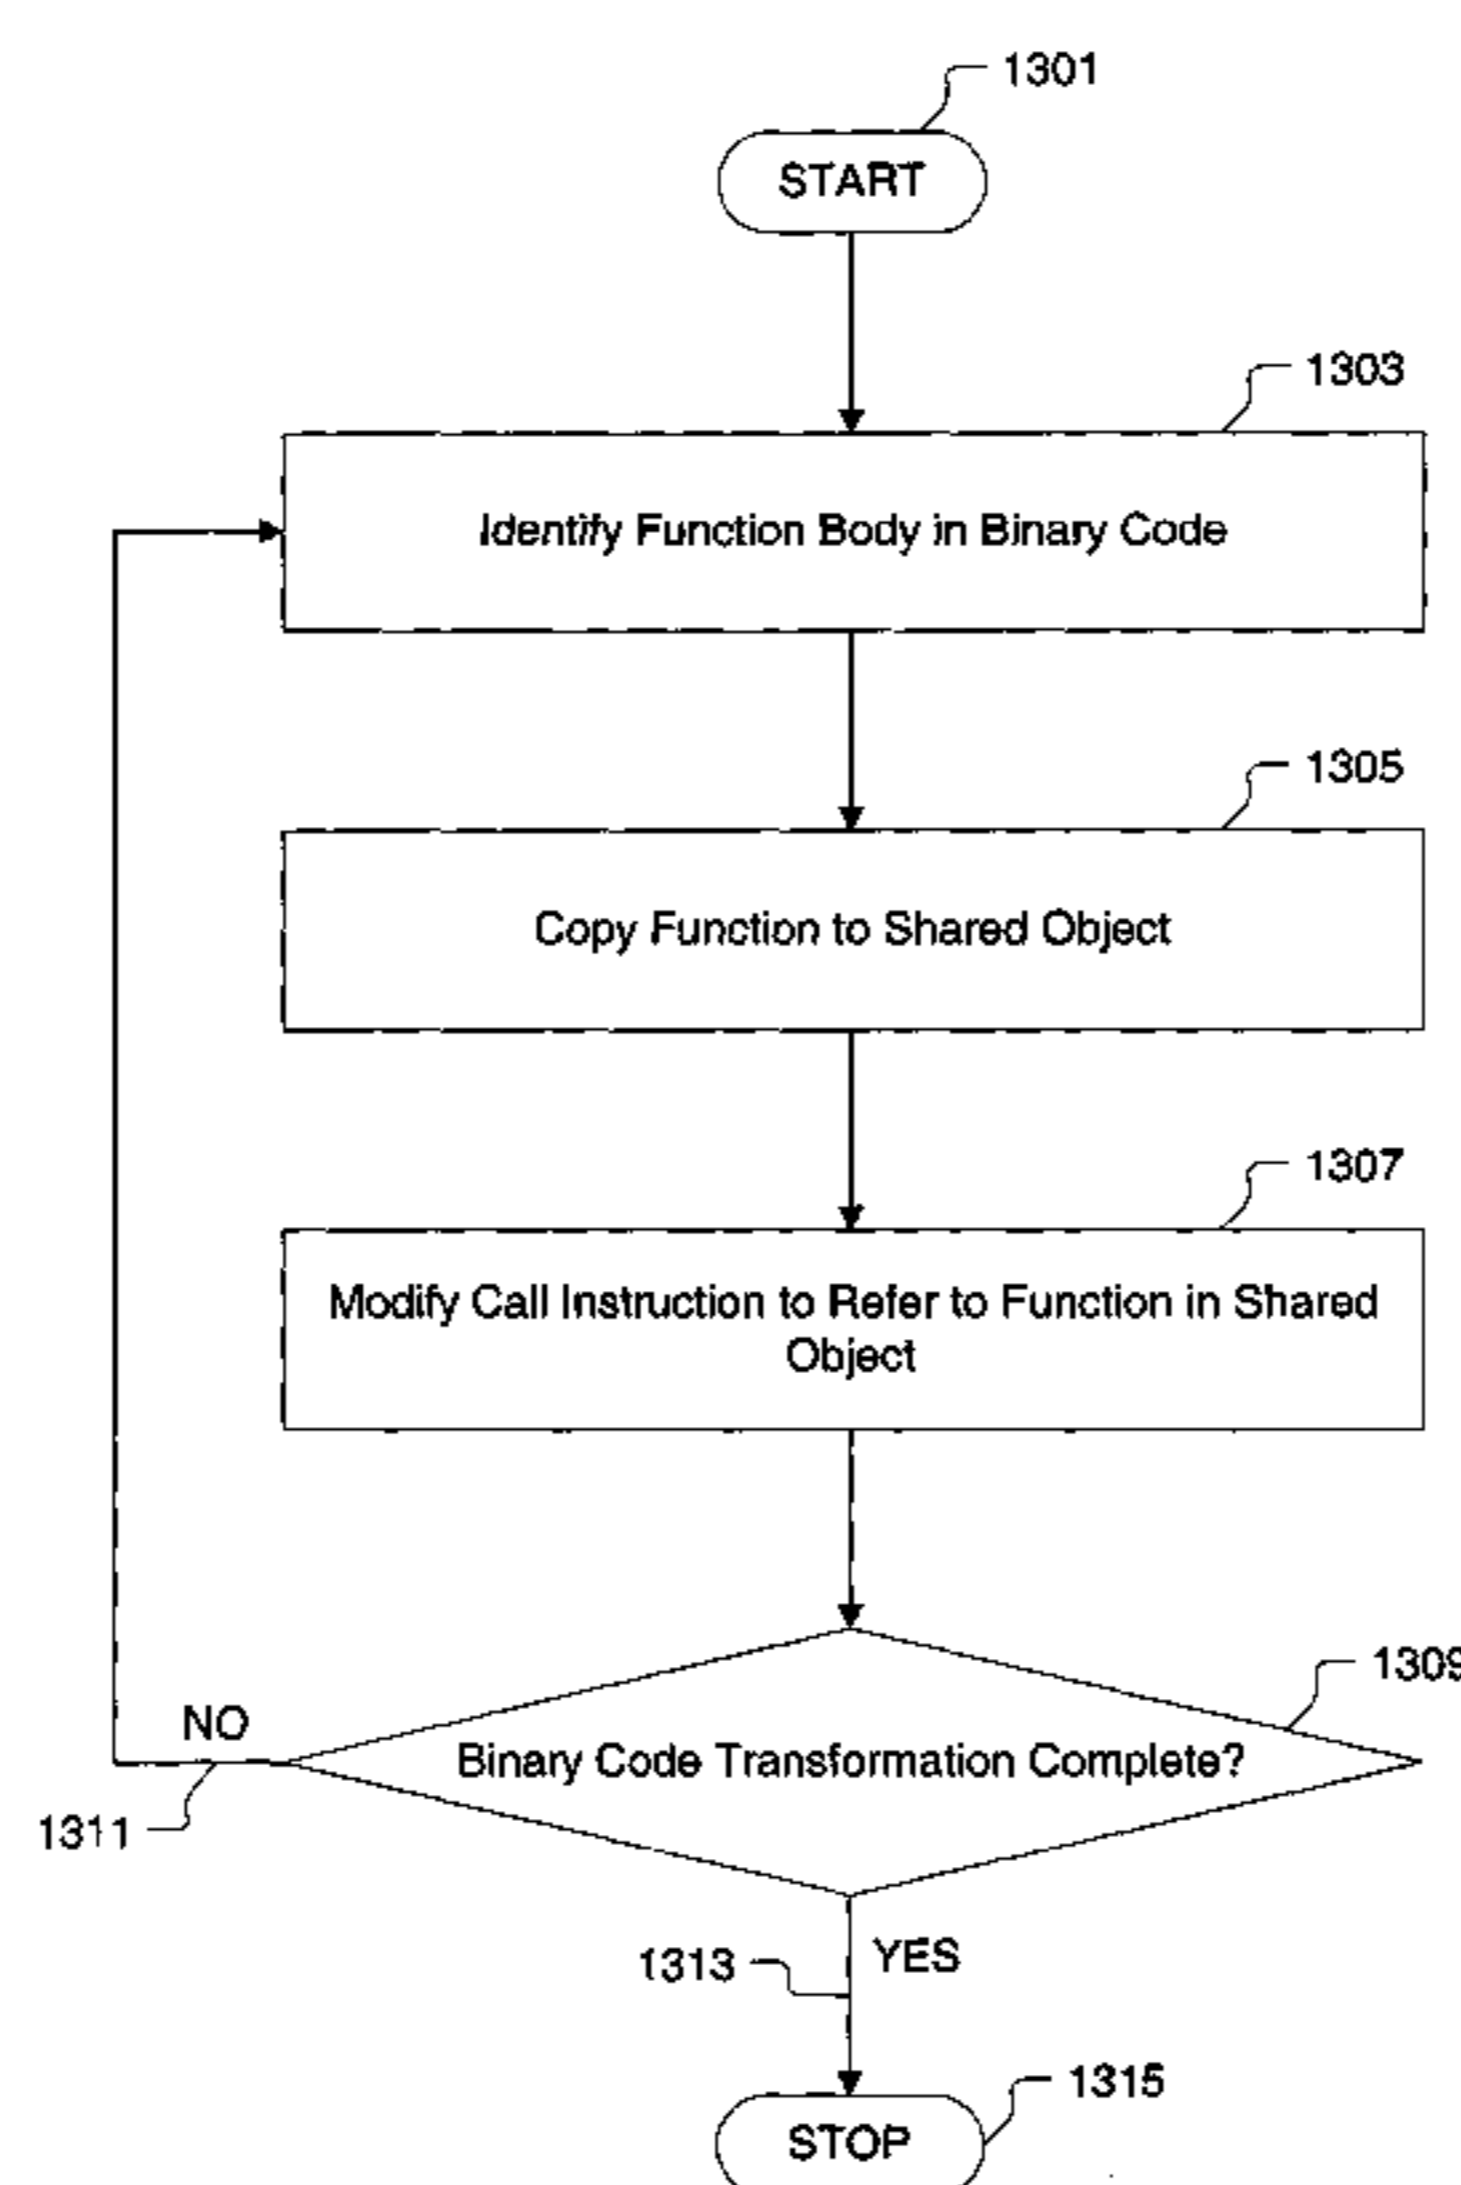 1301
START
1303
Identify Function Body in Binary Code
1305
Copy Function to Shared Object
1307
Modify Call Instruction to Refer to Function in Shared
Object
1309
NO
Binary Code Transformation Complete?
1311
YES
1313
1315
STOP